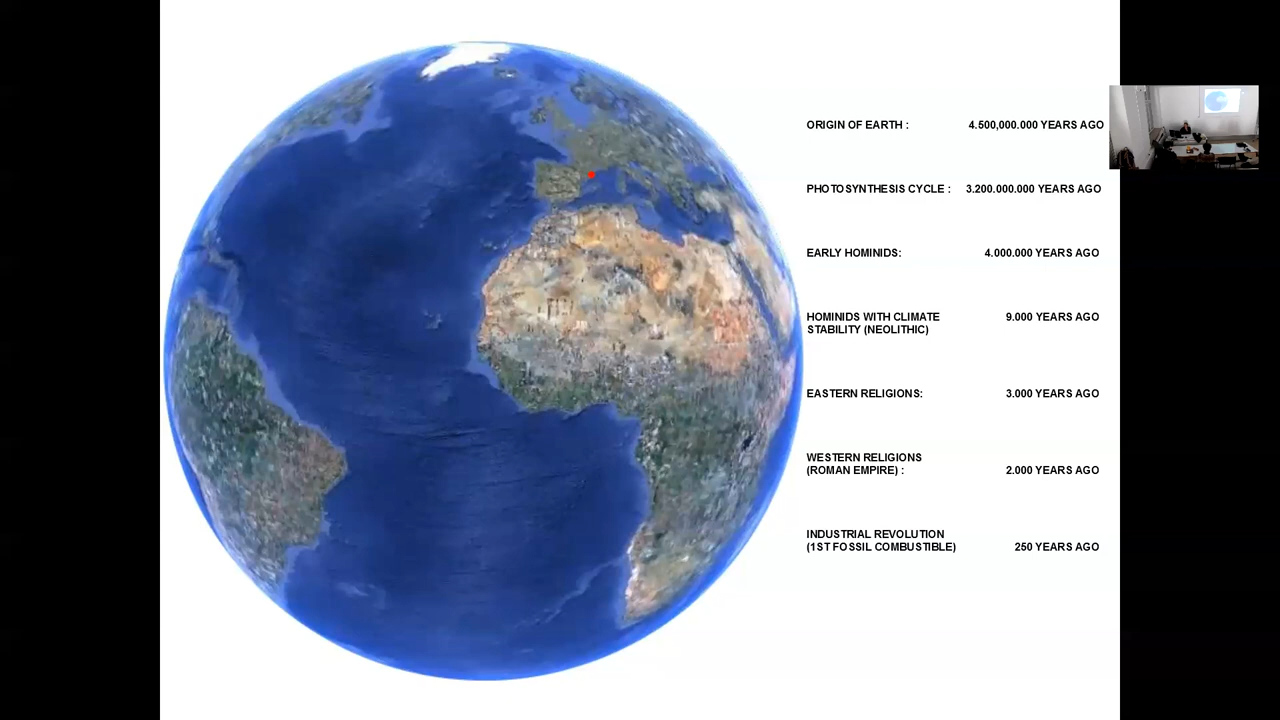 ORIGIN OF EARTH : 4.500,000.000 YEARS AGO
PHOTOSYNTHESIS CYCLE : 3.200.000.000 YEARS AGO
EARLY HOMINIDS: 4.000.000 YEARS AGO
HOMINIDS WITH CLIMATE 9.000 YEARS AGO
STABILITY (NEOLITHIC)
EASTERN RELIGIONS: 3.000 YEARS AGO
WESTERN RELIGIONS
(ROMAN EMPIRE) : 2.000 YEARS AGO
INDUSTRIAL REVOLUTION
(1ST FOSSIL COMBUSTIBLE) 250 YEARS AGO